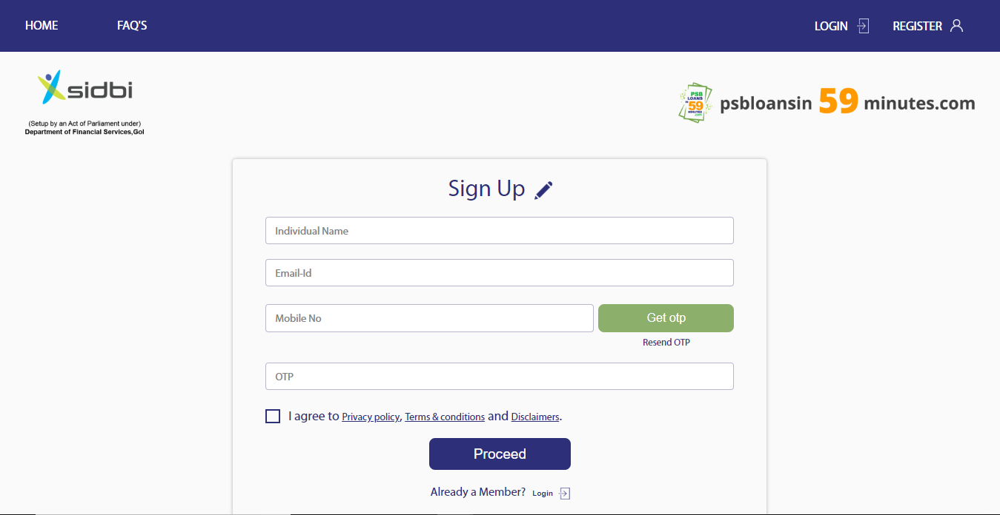 HOME FAQ'S LOGIN REGISTER
sidbi
(Setup by an Act of Parliament under)
Department of Financial Services,GoI
PSB
LOANS
IN
59
MINUTES
.com
psbloansin 59 minutes.com
Sign Up
Individual Name
Email-Id
Mobile No Get otp
Resend OTP
OTP
I agree to Privacy policy, Terms & conditions and Disclaimers.
Proceed
Already a Member? Login